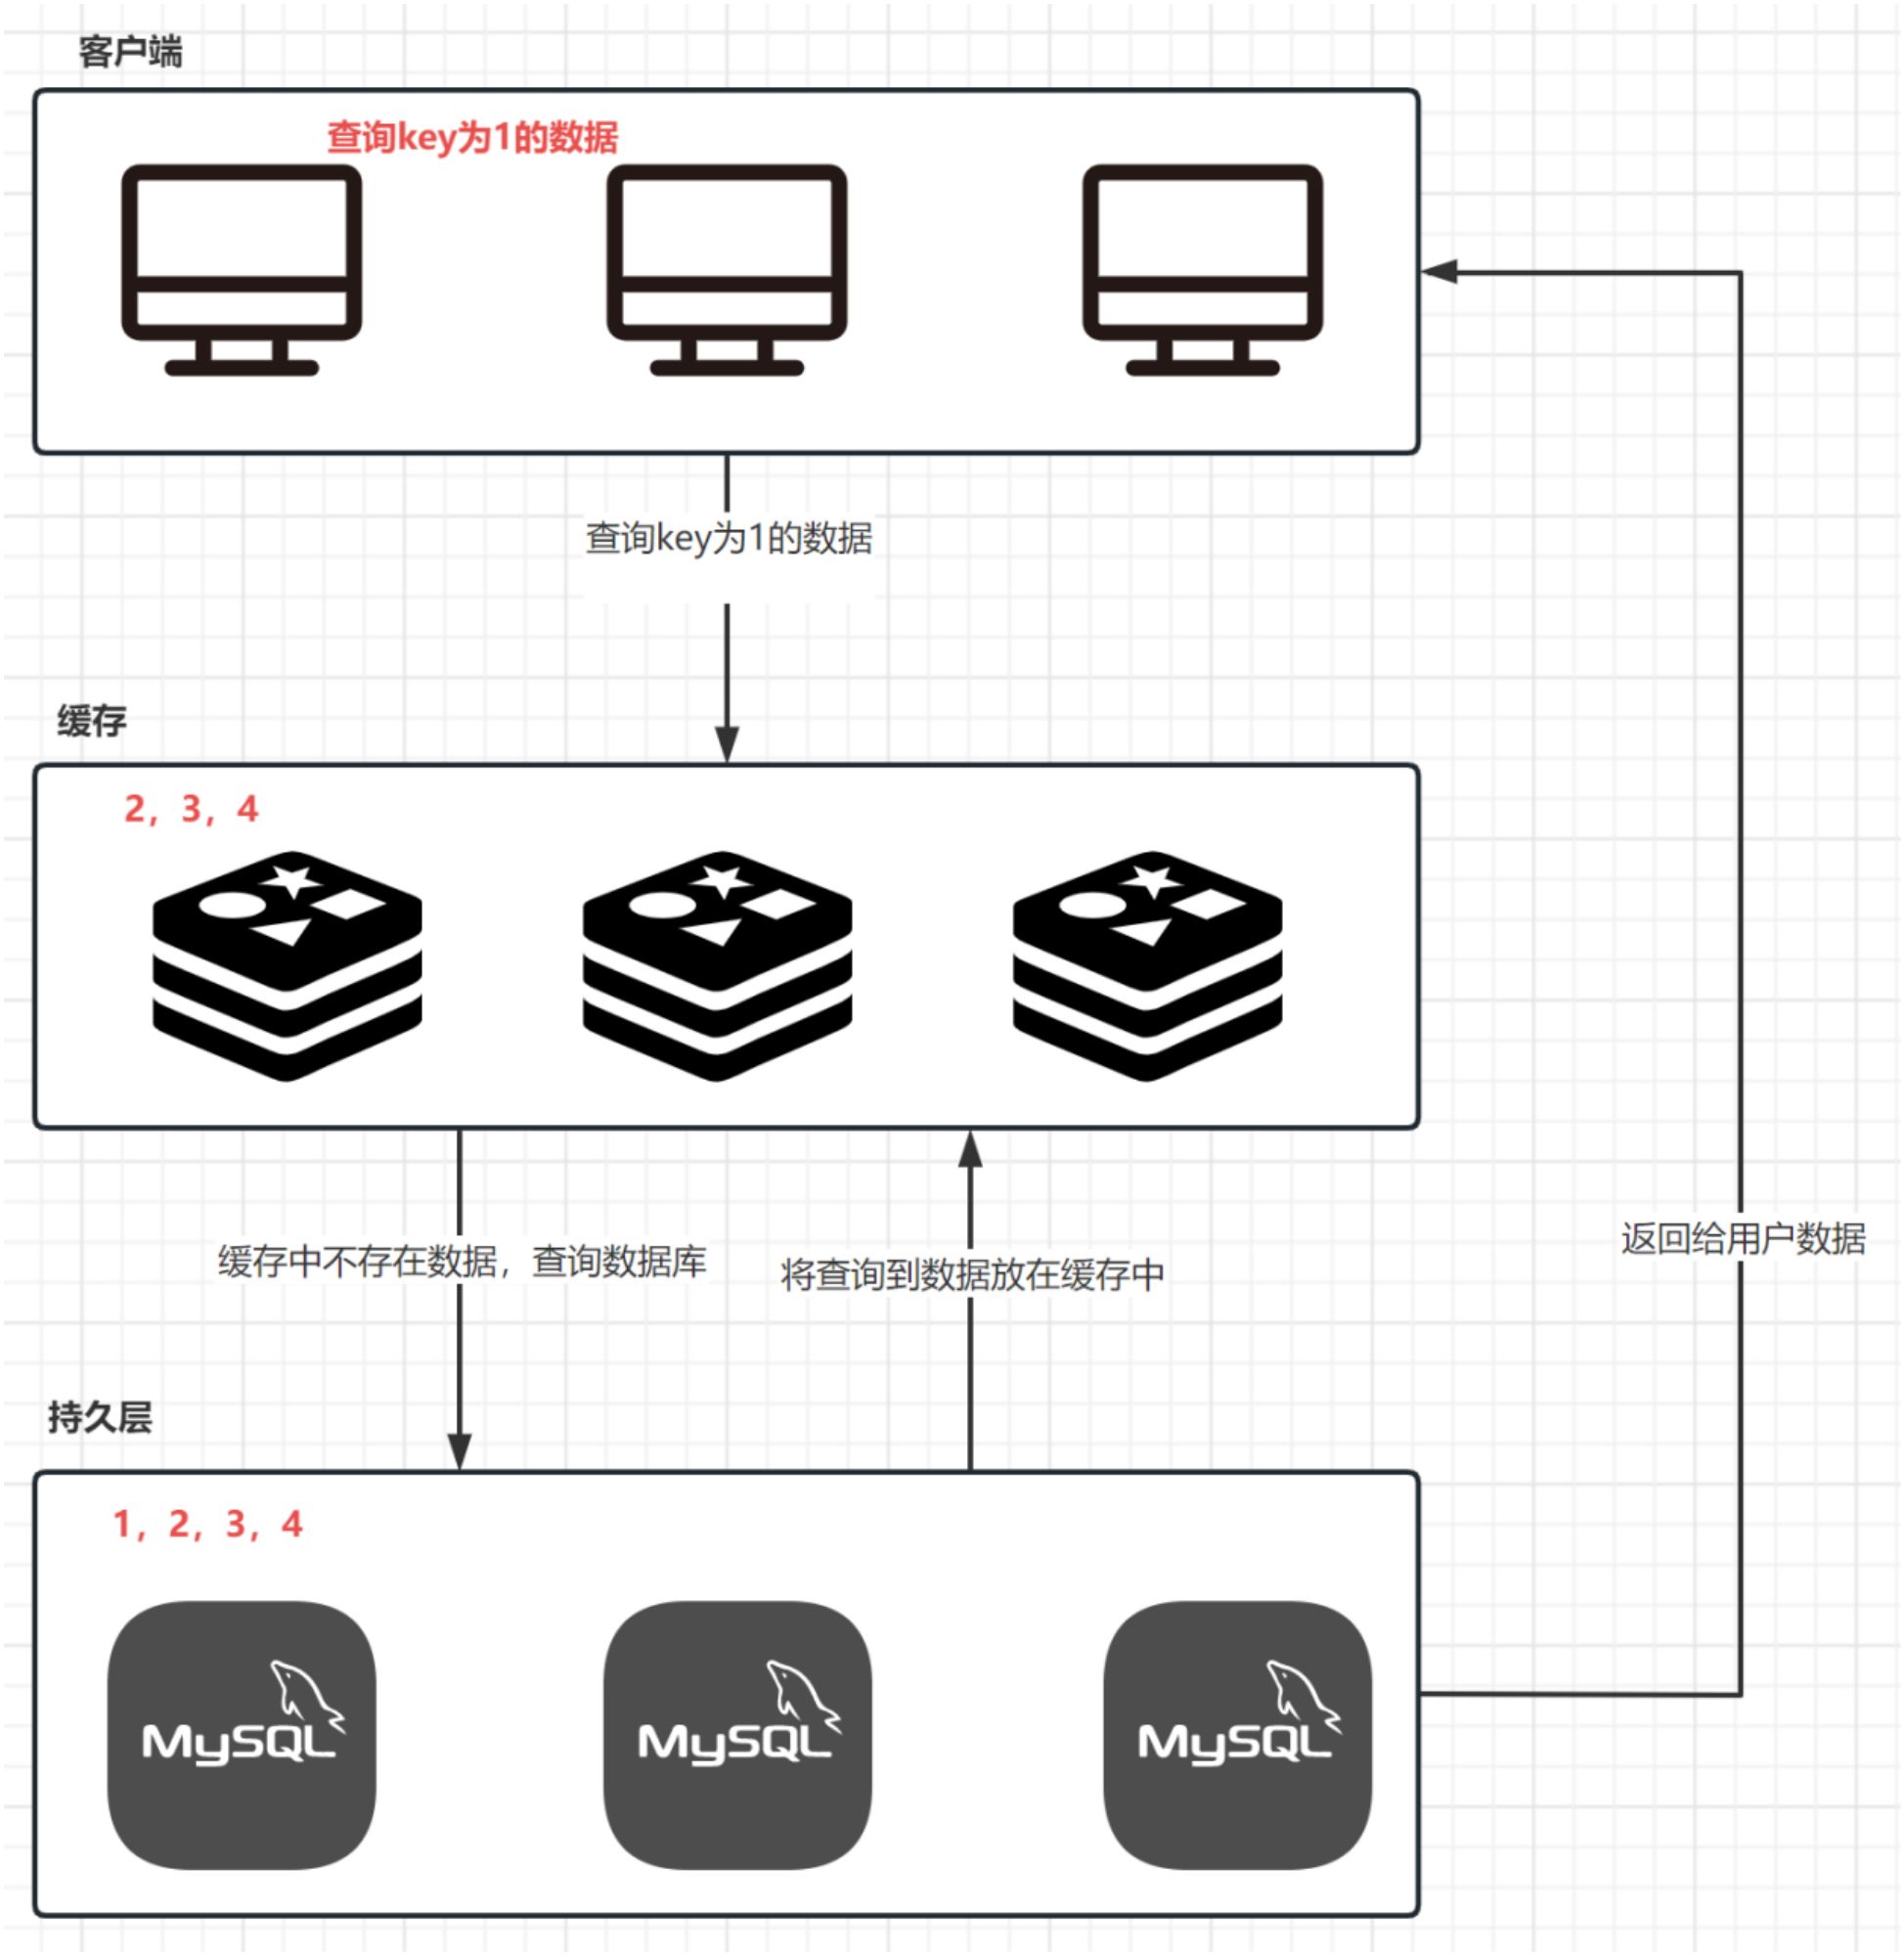 客户端
查询key为1的数据
查询key为1的数据
缓存
2，3，4
缓存中不存在数据，查询数据库
将查询到数据放在缓存中
返回给用户数据
持久层
1，2，3，4
MySQL
MySQL
MySQL